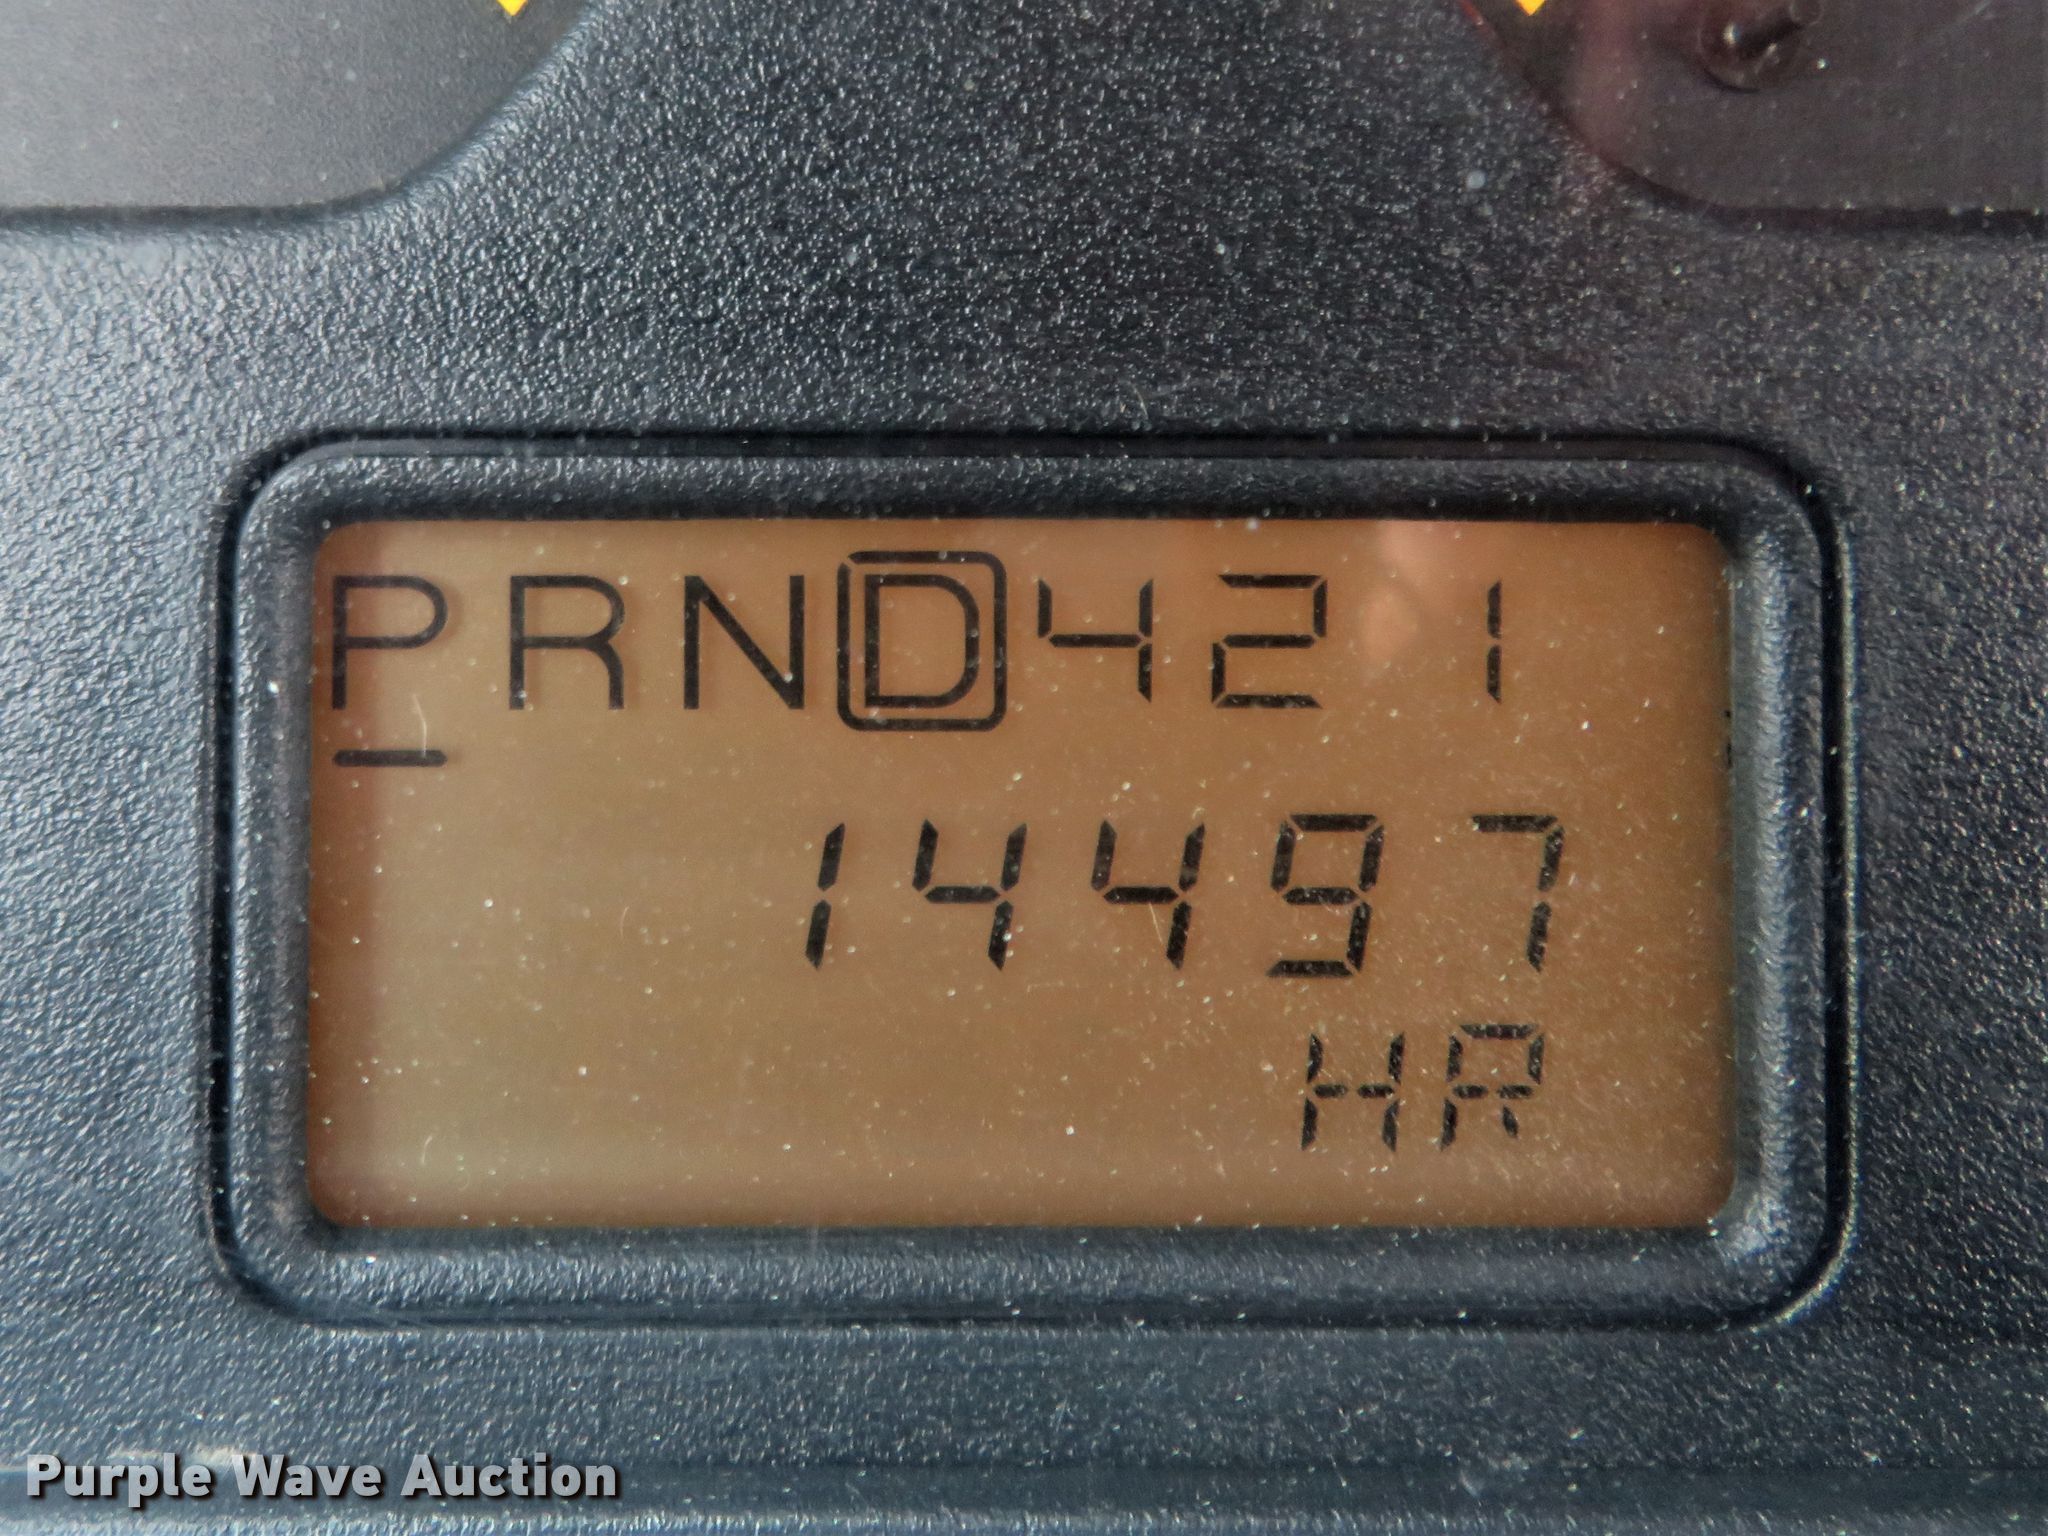 PRND421
14497
HR
Purple Wave Auction